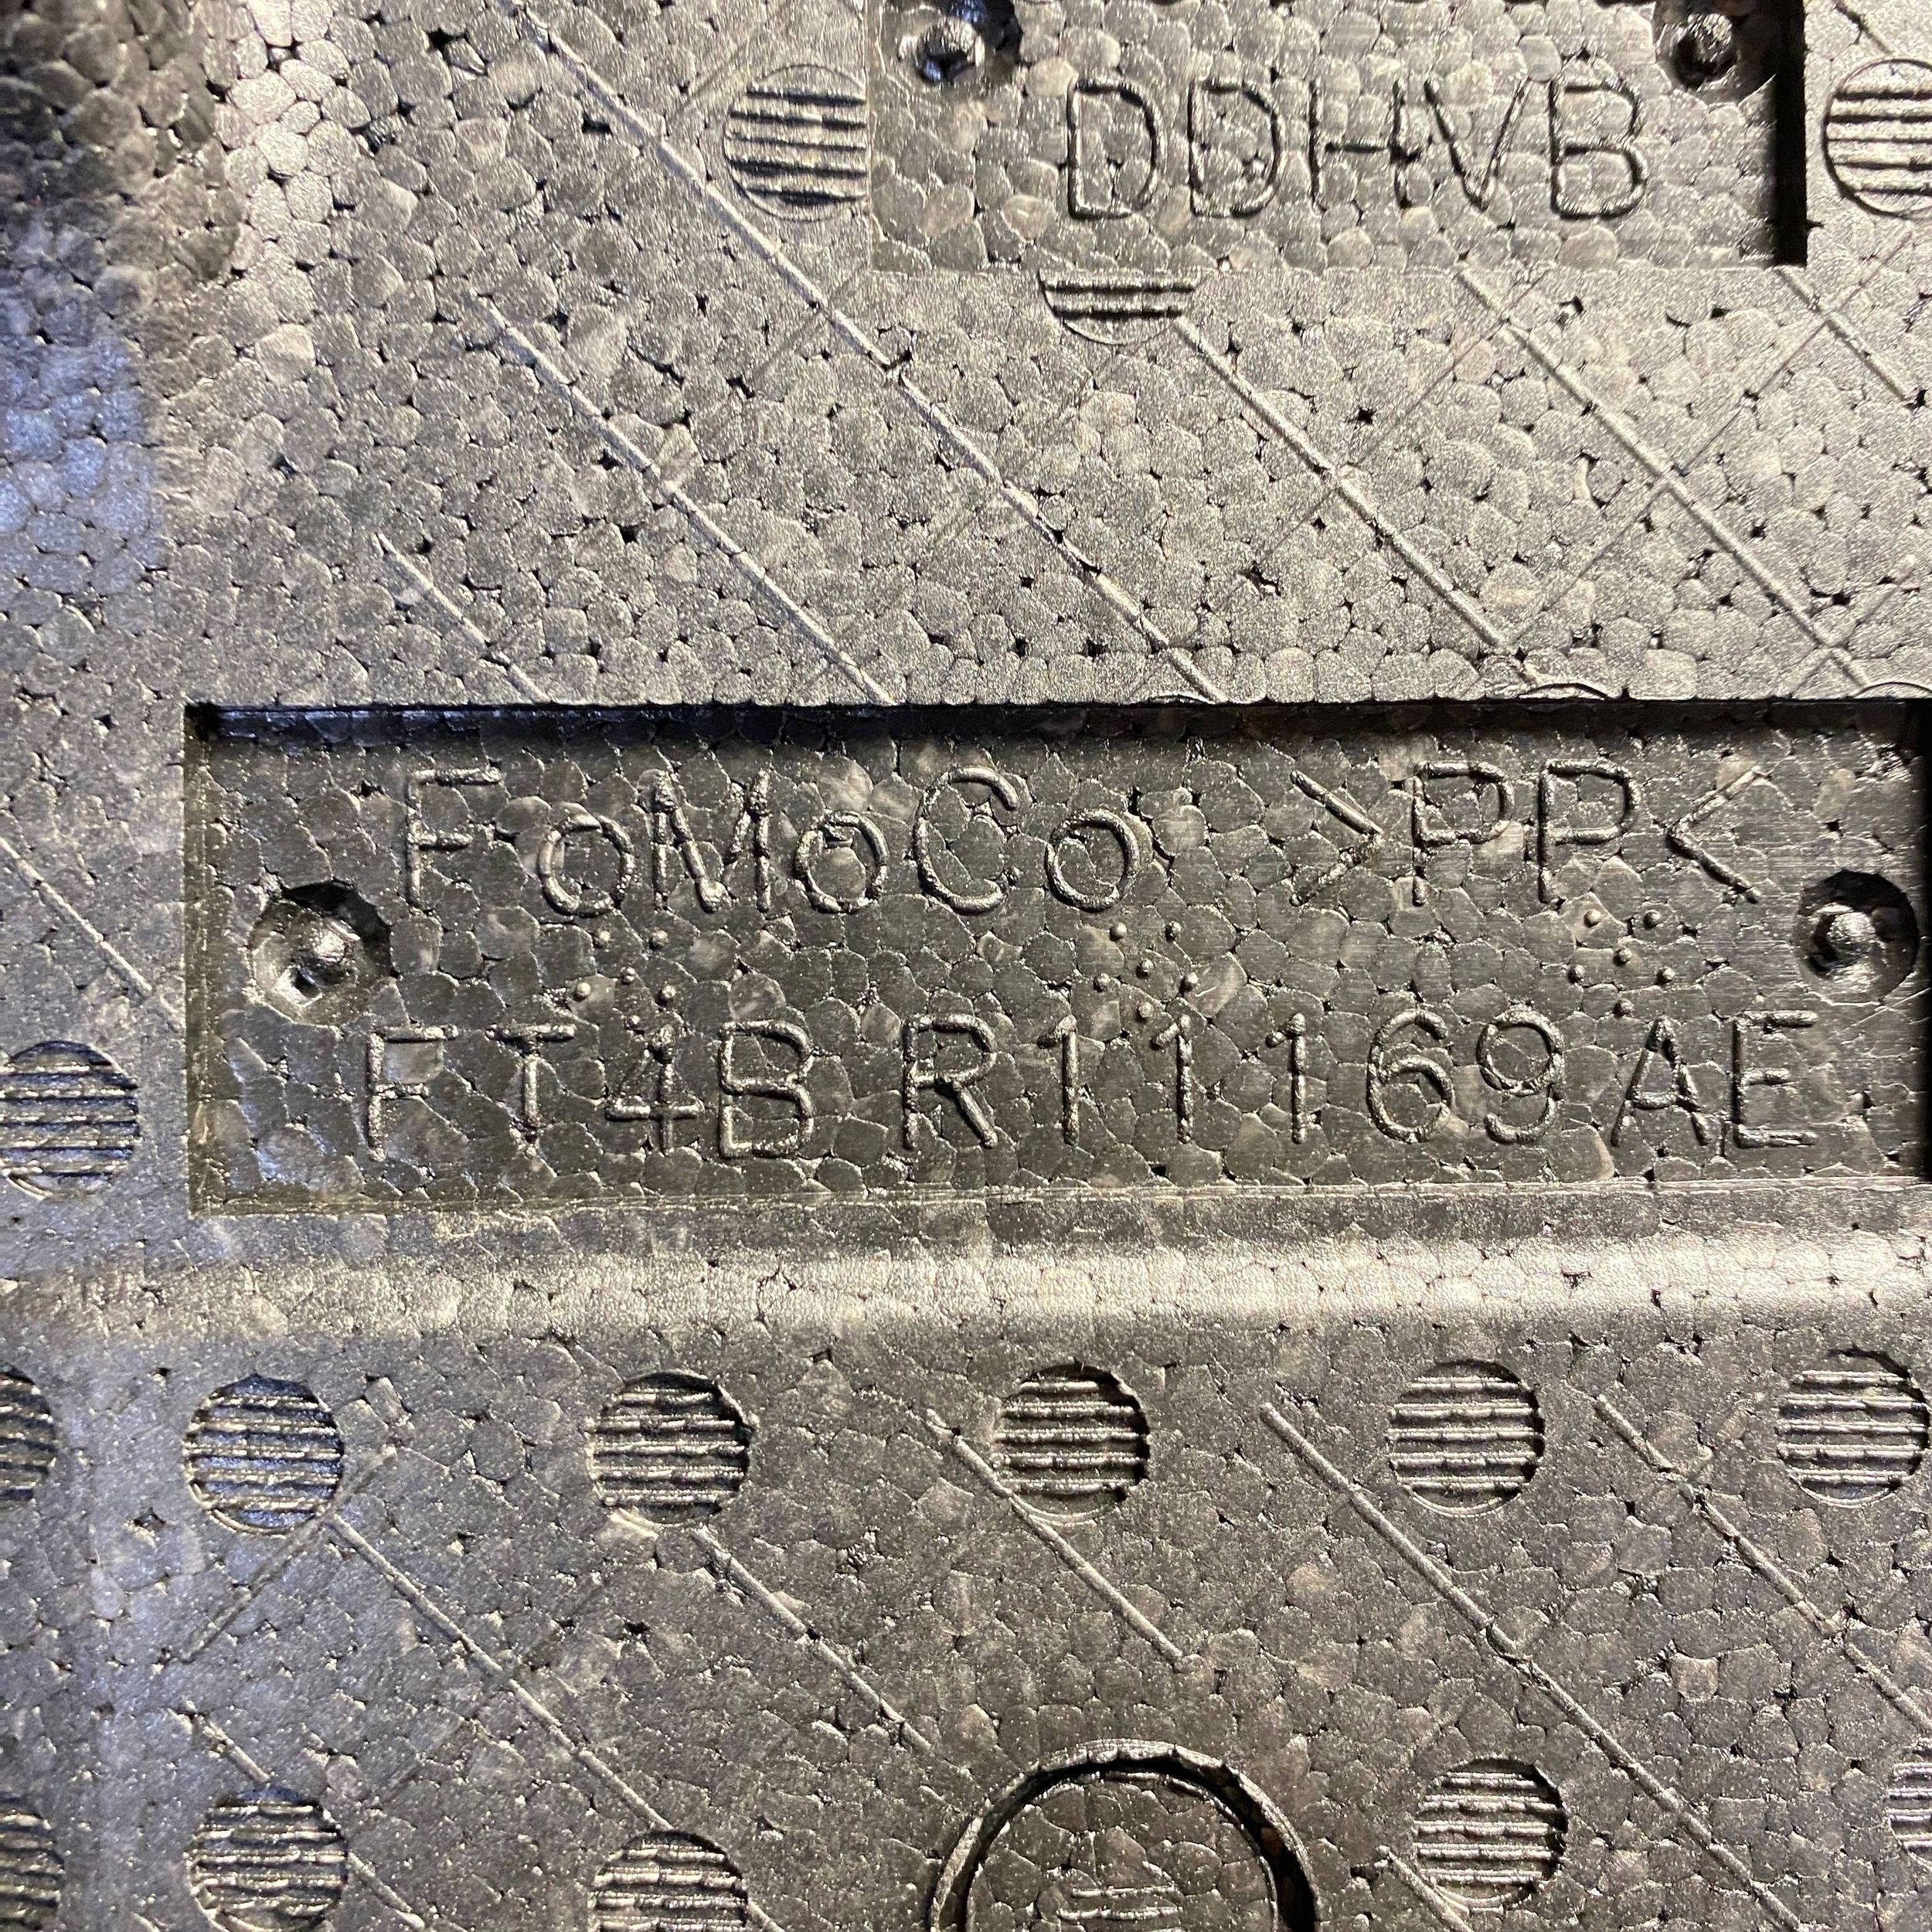 DDHVB
FoMoCo >PP<
FT4B R11169 AE